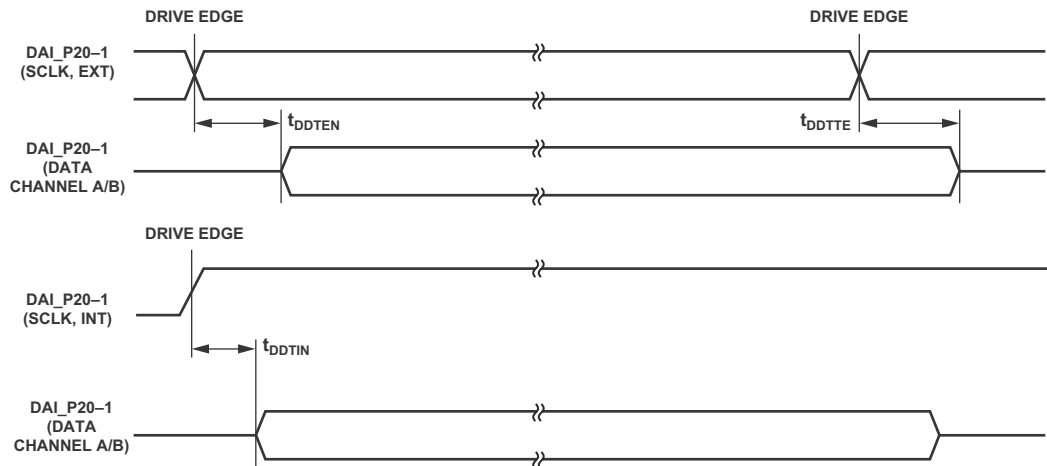 DRIVE EDGE
DRIVE EDGE
DAI_P20–1
(SCLK, EXT)
tDDTEN
tDDTTE
DAI_P20–1
(DATA
CHANNEL A/B)
DRIVE EDGE
DAI_P20–1
(SCLK, INT)
tDDTIN
DAI_P20–1
(DATA
CHANNEL A/B)